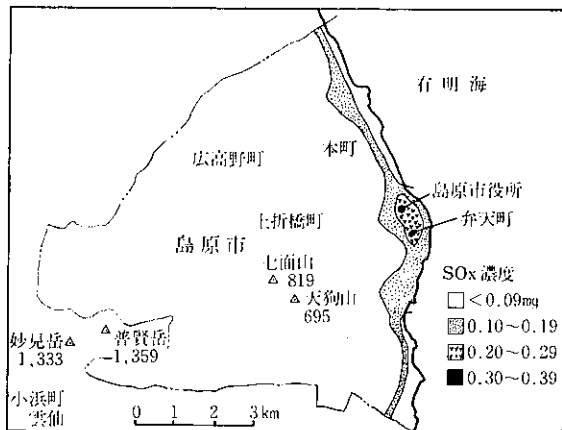 有明海
広高野町
本町
島原市役所
弁天町
上折橋町
島原市
七面山
819
天狗山
695
妙見岳
1,333
普賢岳
1,359
小浜町
雲仙
0 1 2 3km
SOx 濃度
<0.09mg
0.10~0.19
0.20~0.29
0.30~0.39